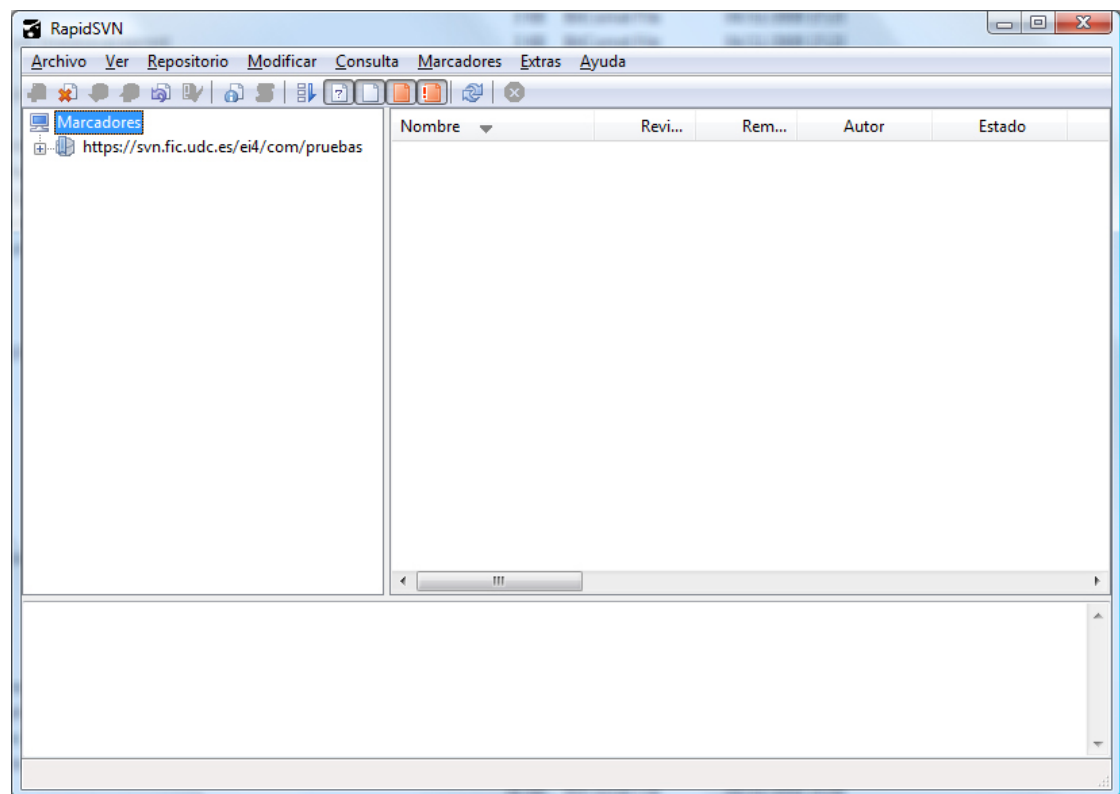 RapidSVN
Archivo Ver Repositorio Modificar Consulta Marcadores Extras Ayuda
Marcadores
https://svn.fic.udc.es/ei4/com/pruebas
Nombre Revi... Rem... Autor Estado